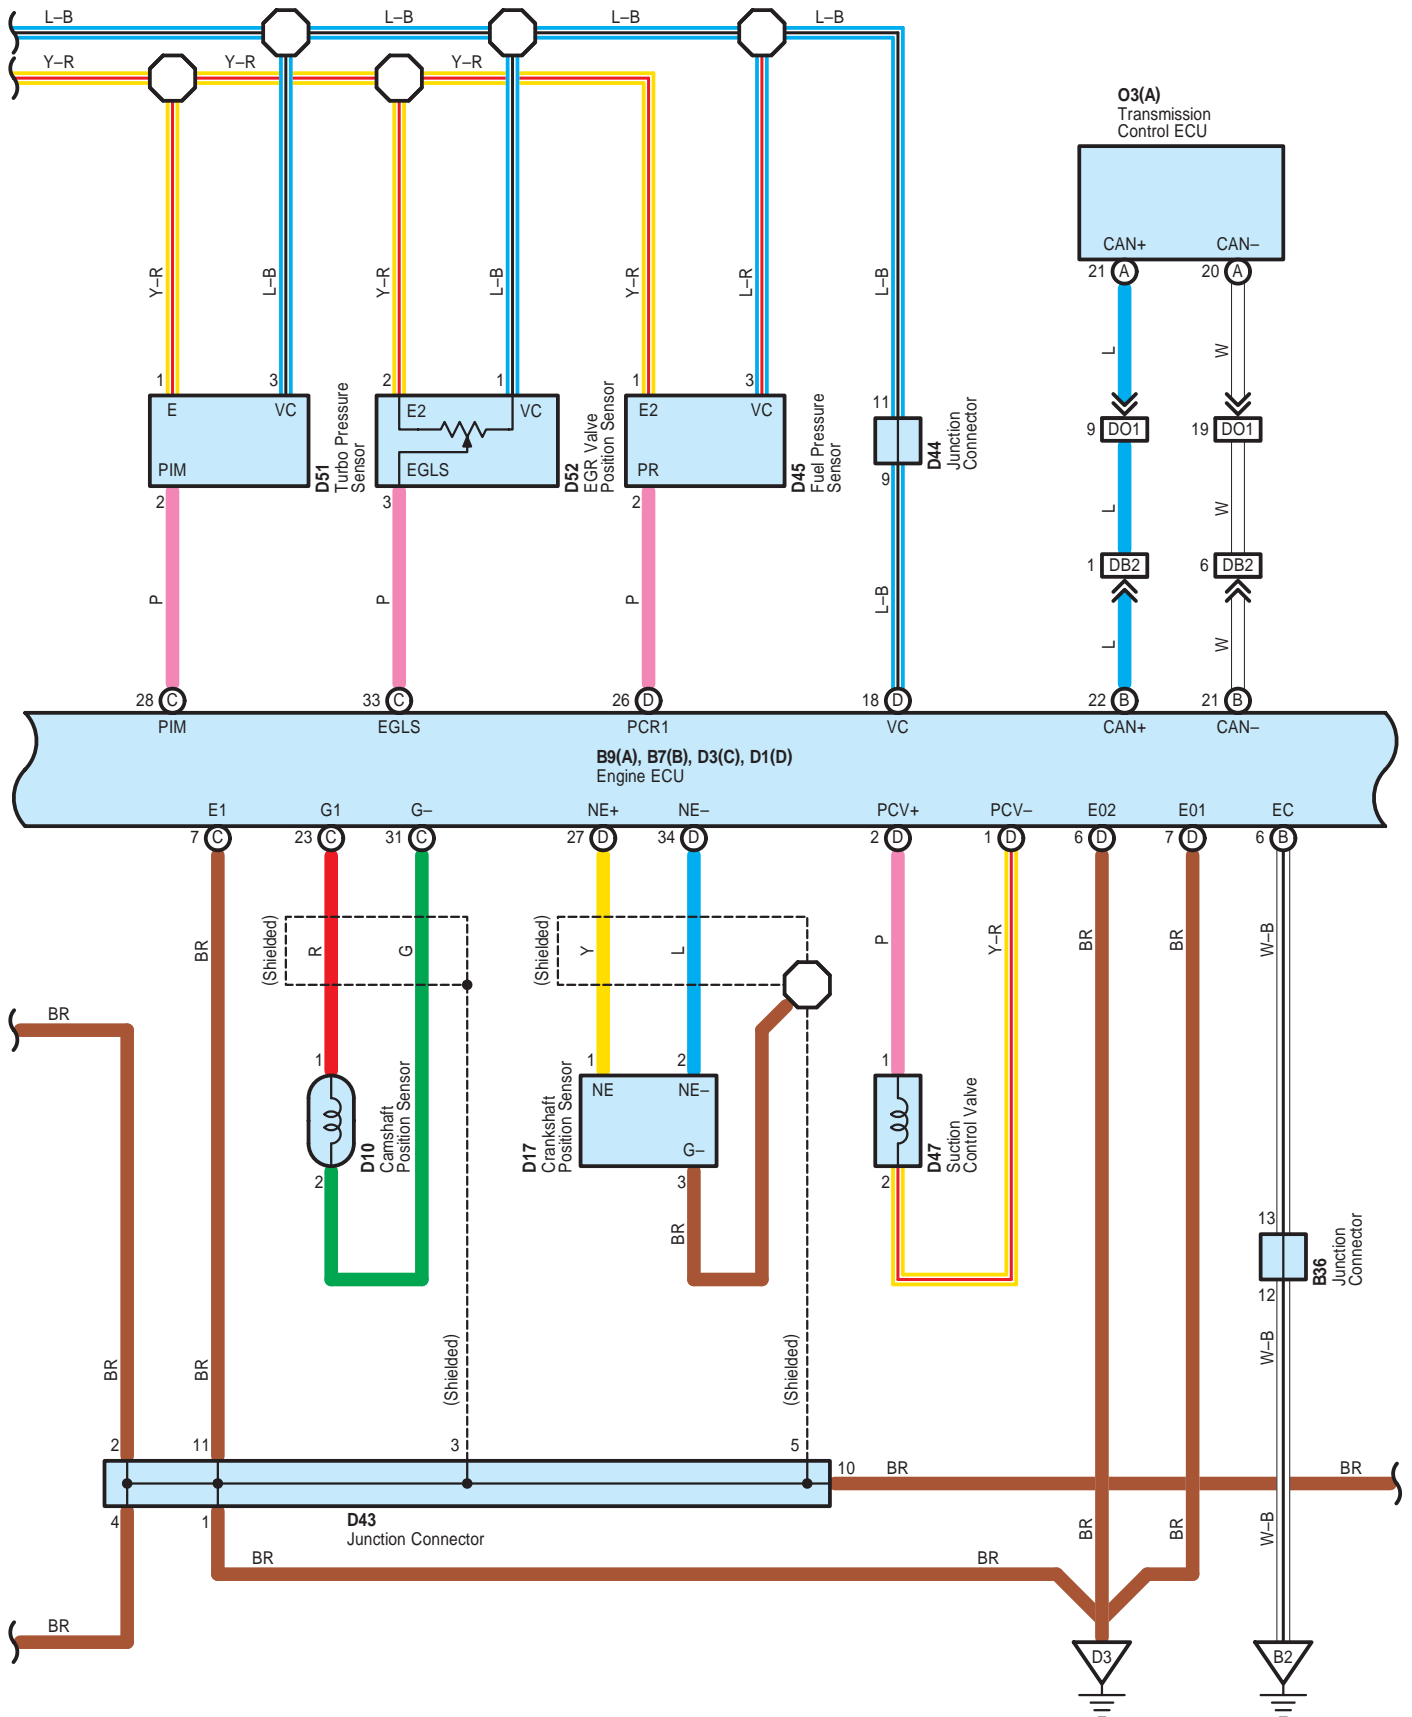 L–B L–B L–B L–B
Y–R Y–R Y–R
O3(A)
Transmission
Control ECU
CAN+ CAN–
21 A 20 A
Y–R L–B Y–R L–B Y–R L–R L–B
L W
1 3 2 1 1 3 11
E VC E2 VC E2 VC
PIM EGLS PR
D51
Turbo Pressure
Sensor
D52
EGR Valve
Position Sensor
D45
Fuel Pressure
Sensor
D44
Junction
Connector
9 DO1 19 DO1
2 3 2 9
L W
1 DB2 6 DB2
P P P L–B
L W
28 C 33 C 26 D 18 D 22 B 21 B
PIM EGLS PCR1 VC CAN+ CAN–
B9(A), B7(B), D3(C), D1(D)
Engine ECU
E1 G1 G– NE+ NE– PCV+ PCV– E02 E01 EC
7 C 23 C 31 C 27 D 34 D 2 D 1 D 6 D 7 D 6 B
BR (Shielded) R G (Shielded) Y L P Y–R BR BR W–B
BR
1 1 2 1
NE NE–
G–
D10
Camshaft
Position Sensor
D17
Crankshaft
Position Sensor
D47
Suction
Control Valve
2 3 2
BR
13
B36
Junction
Connector
12
BR BR (Shielded) (Shielded) W–B
2 11 3 5
10 BR BR
4 1
D43
Junction Connector
BR BR W–B
BR BR
BR
D3 B2